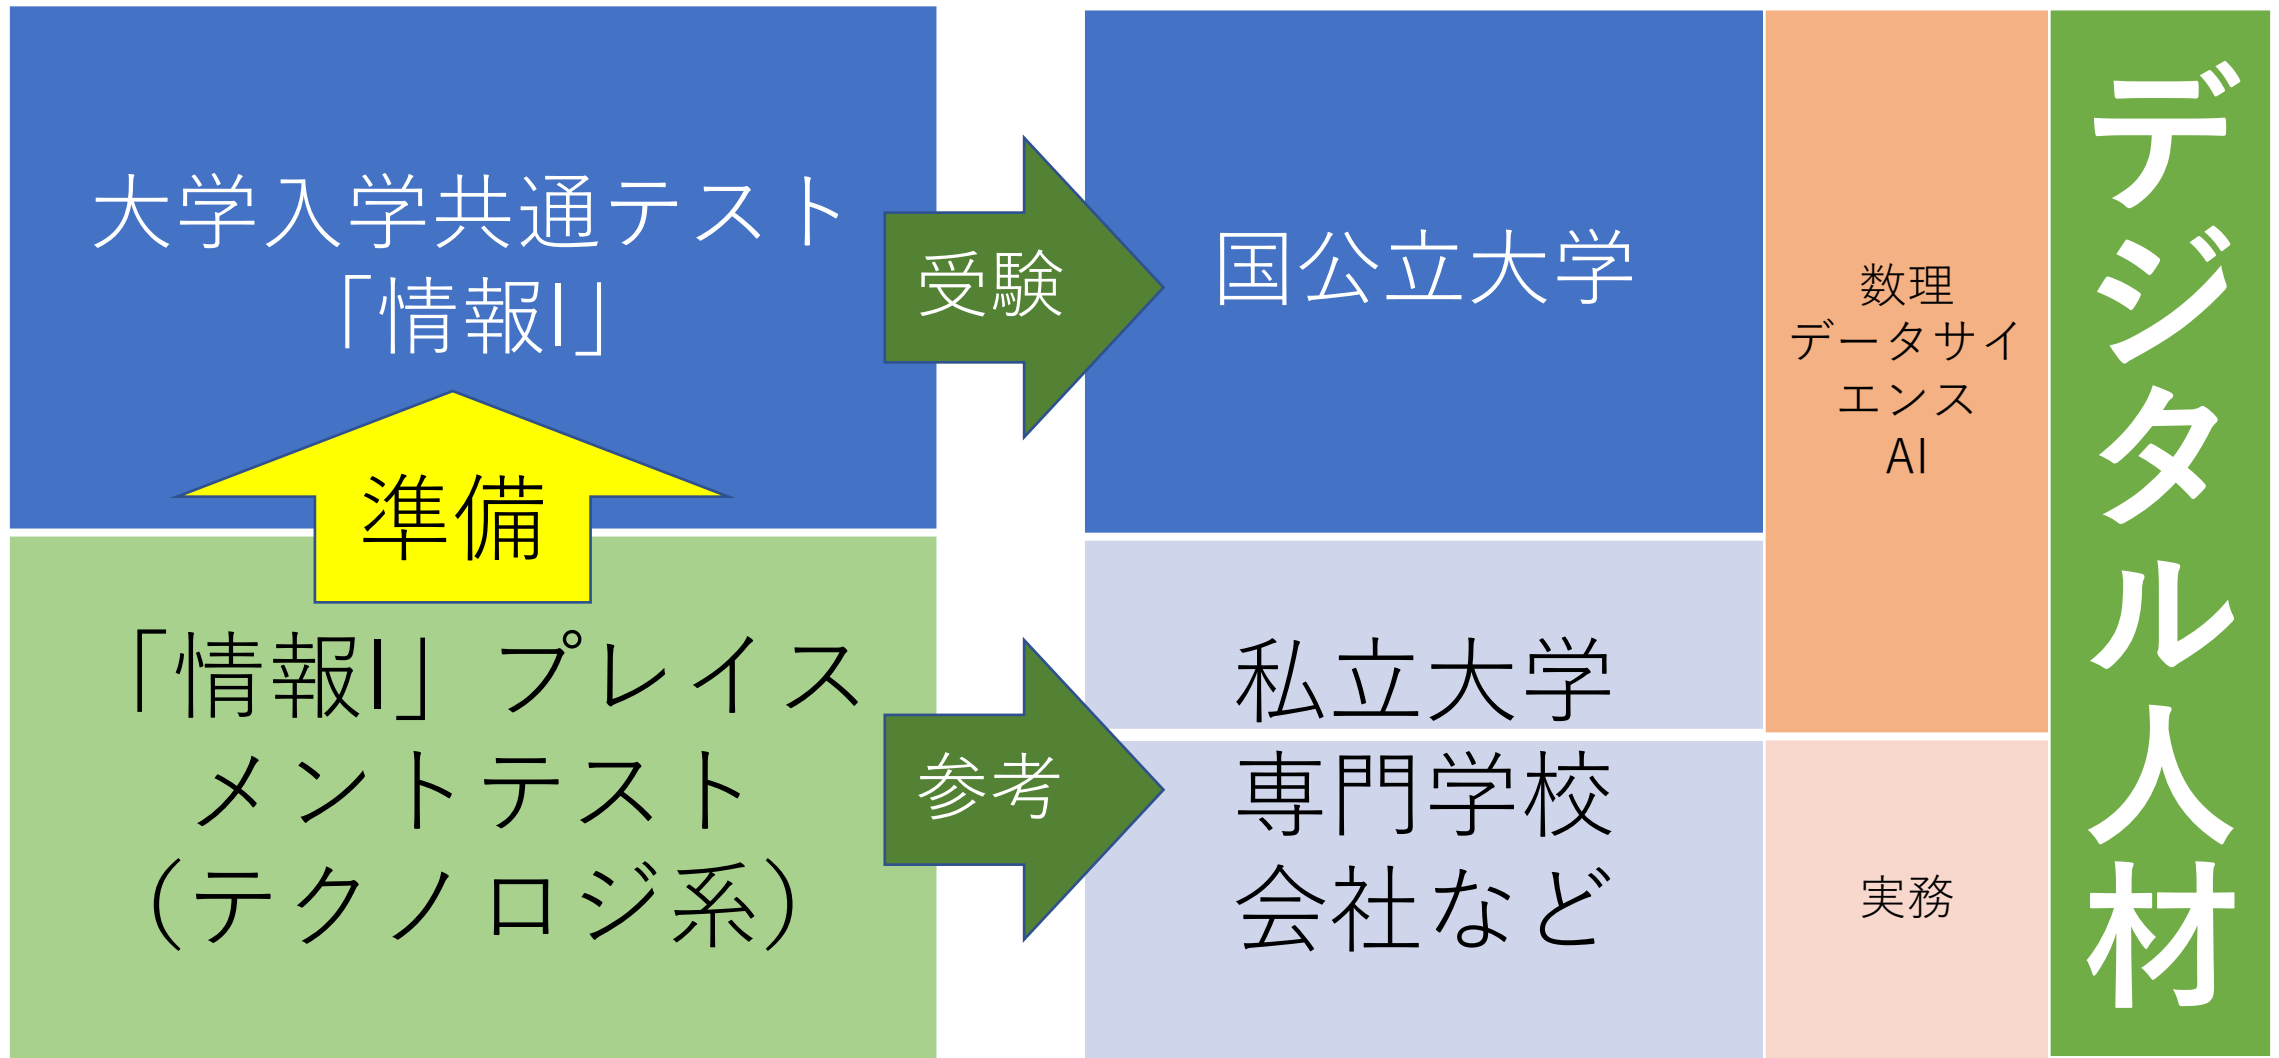 大学入学共通テスト
「情報I」
準備
「情報I」 プレイス
メントテスト
（テクノロジ系）
受験
参考
国公立大学
私立大学
専門学校
会社など
数理
データサイ
エンス
AI
実務
デジタル人材